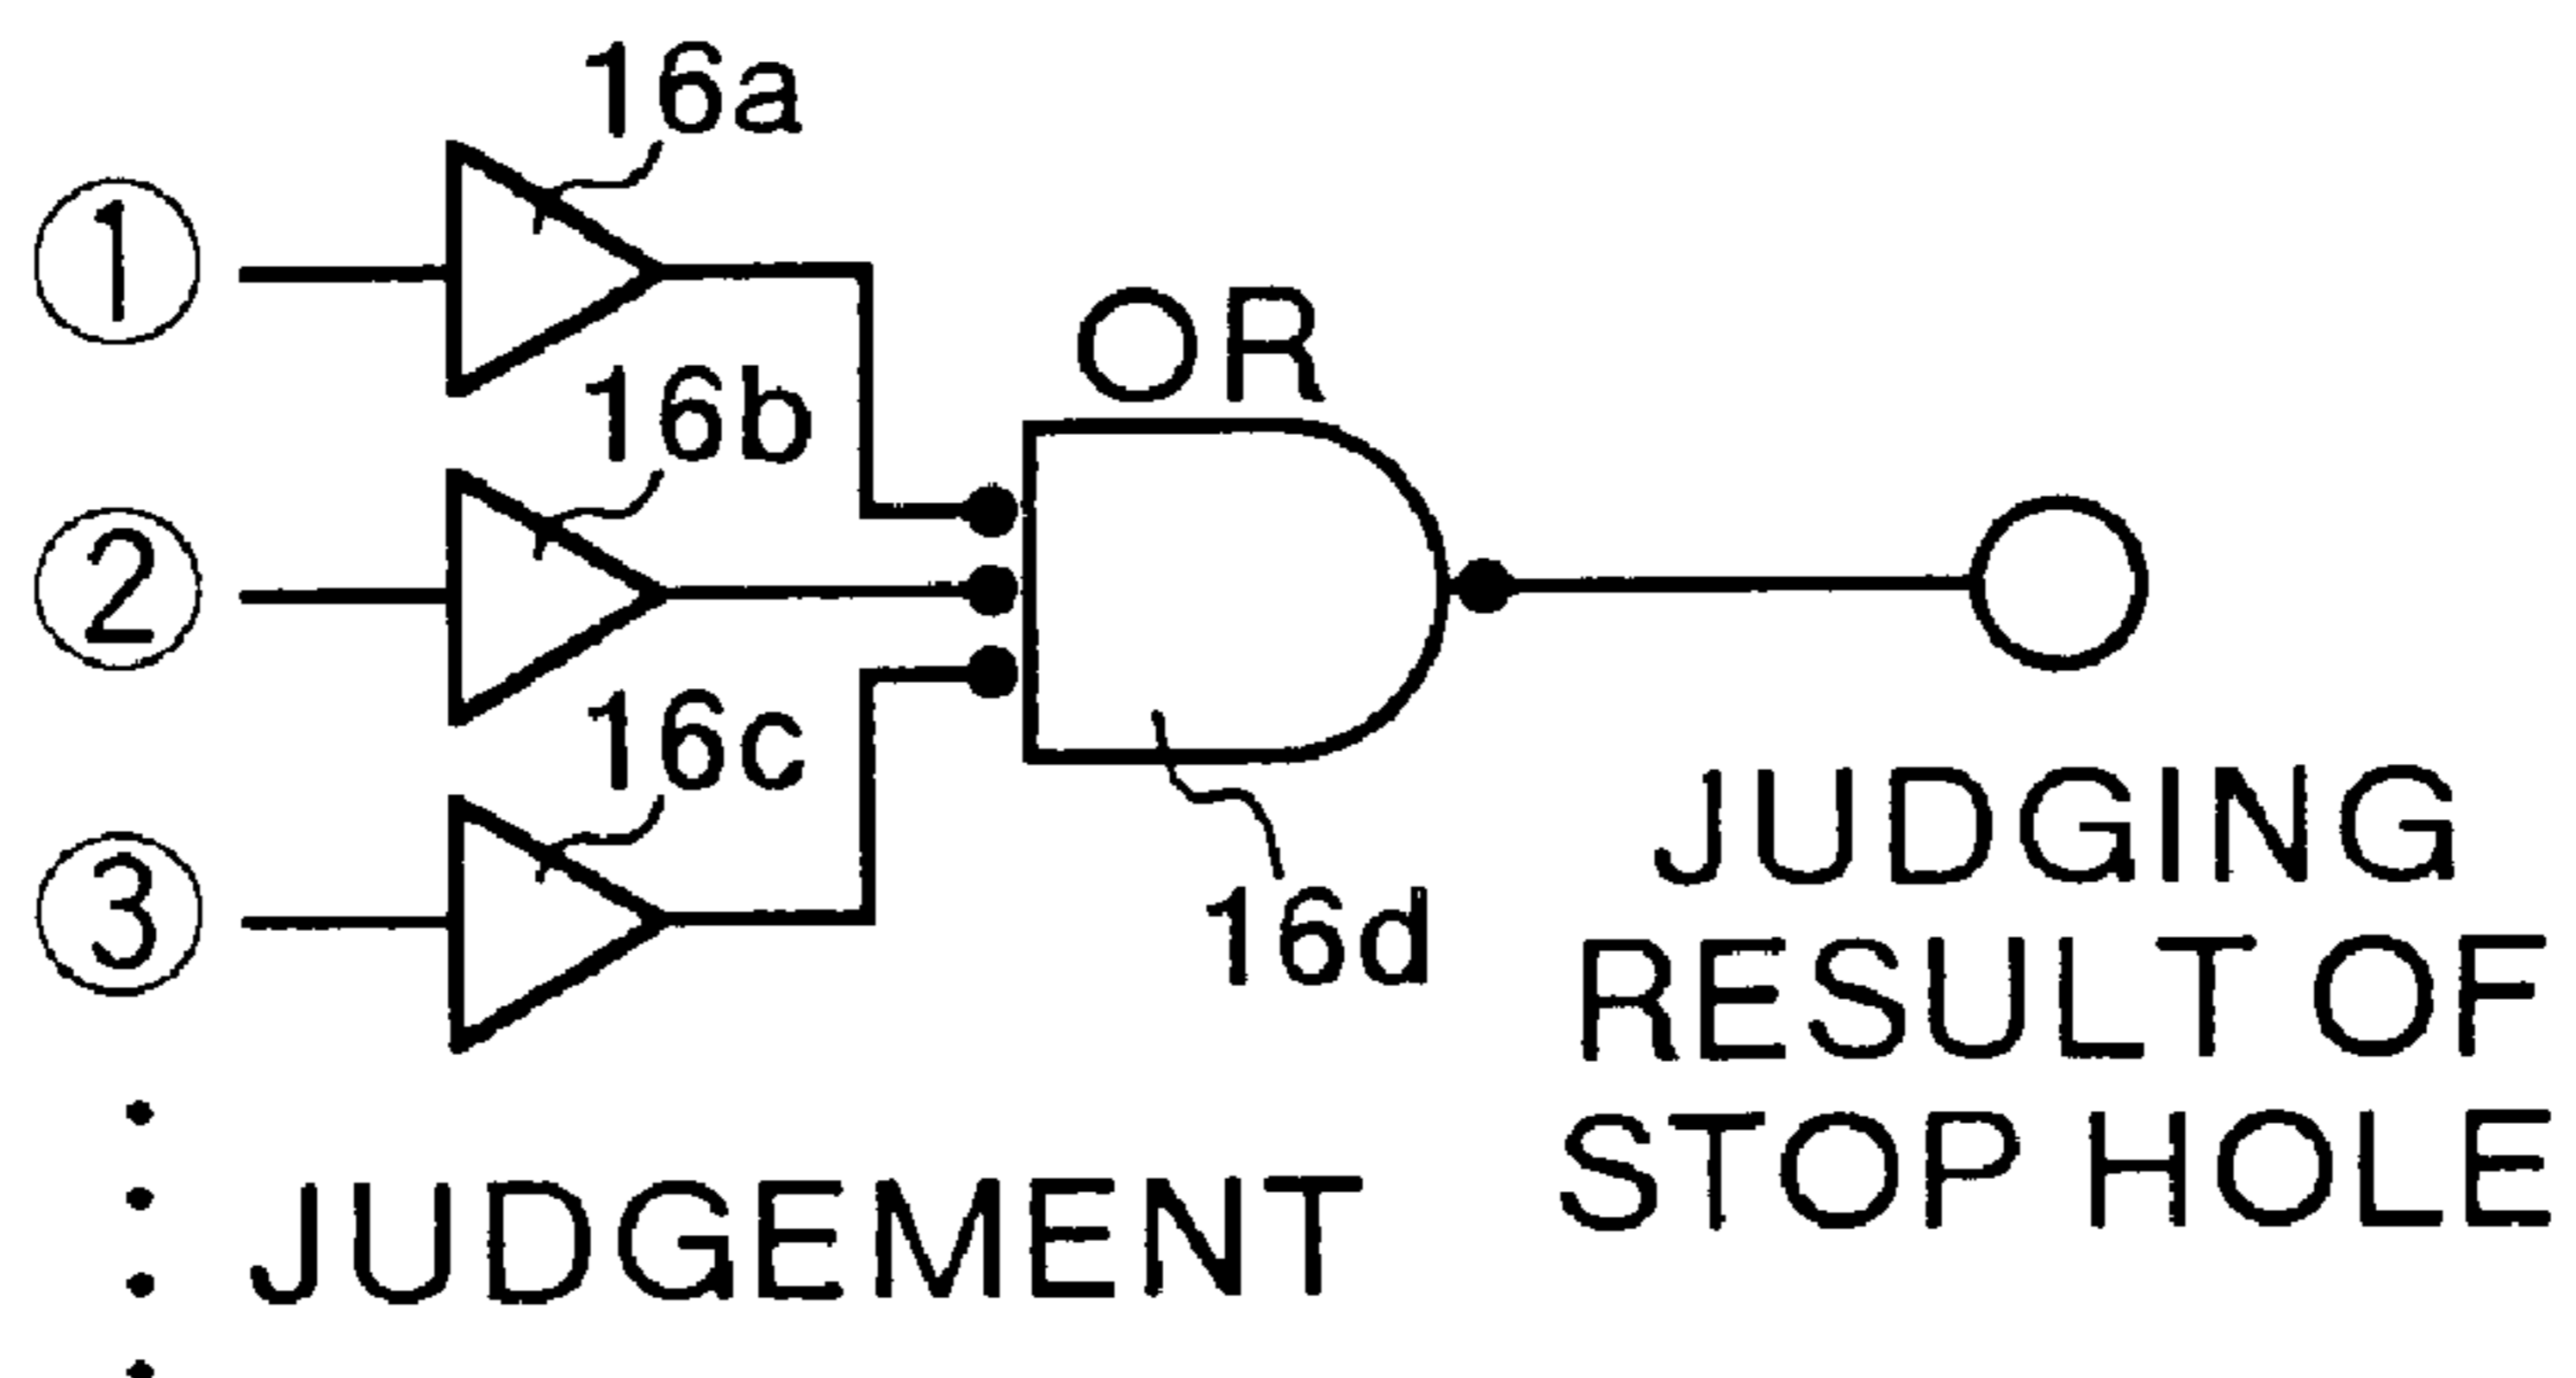 16a
①
OR
16b
②
16c
③
16d
JUDGING
RESULT OF
STOP HOLE
JUDGEMENT